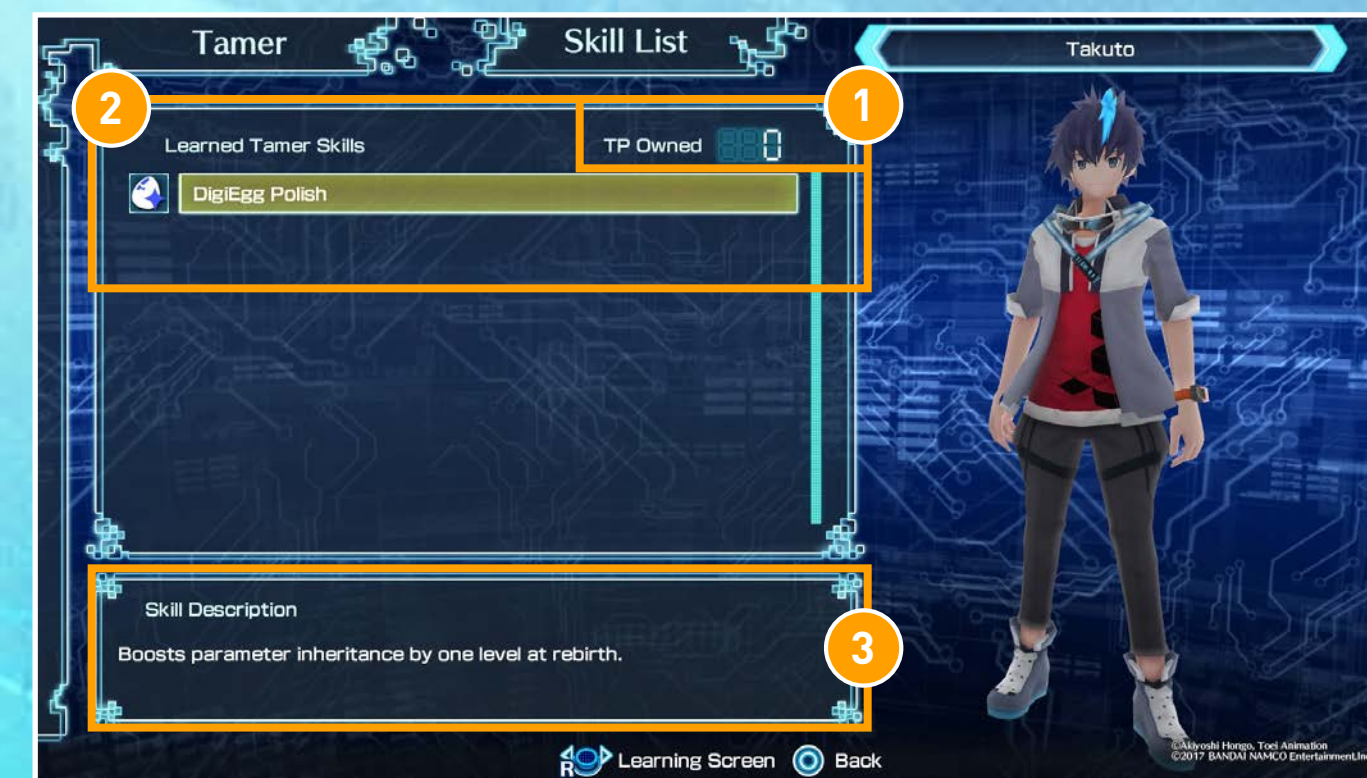 Tamer Skill List
Takuto
2
1
Learned Tamer Skills TP Owned 0
DigiEgg Polish
Skill Description
Boosts parameter inheritance by one level at rebirth.
3
R Learning Screen Back
©Akiyoshi Hongo, Toei Animation
©2017 BANDAI NAMCO Entertainment Inc.